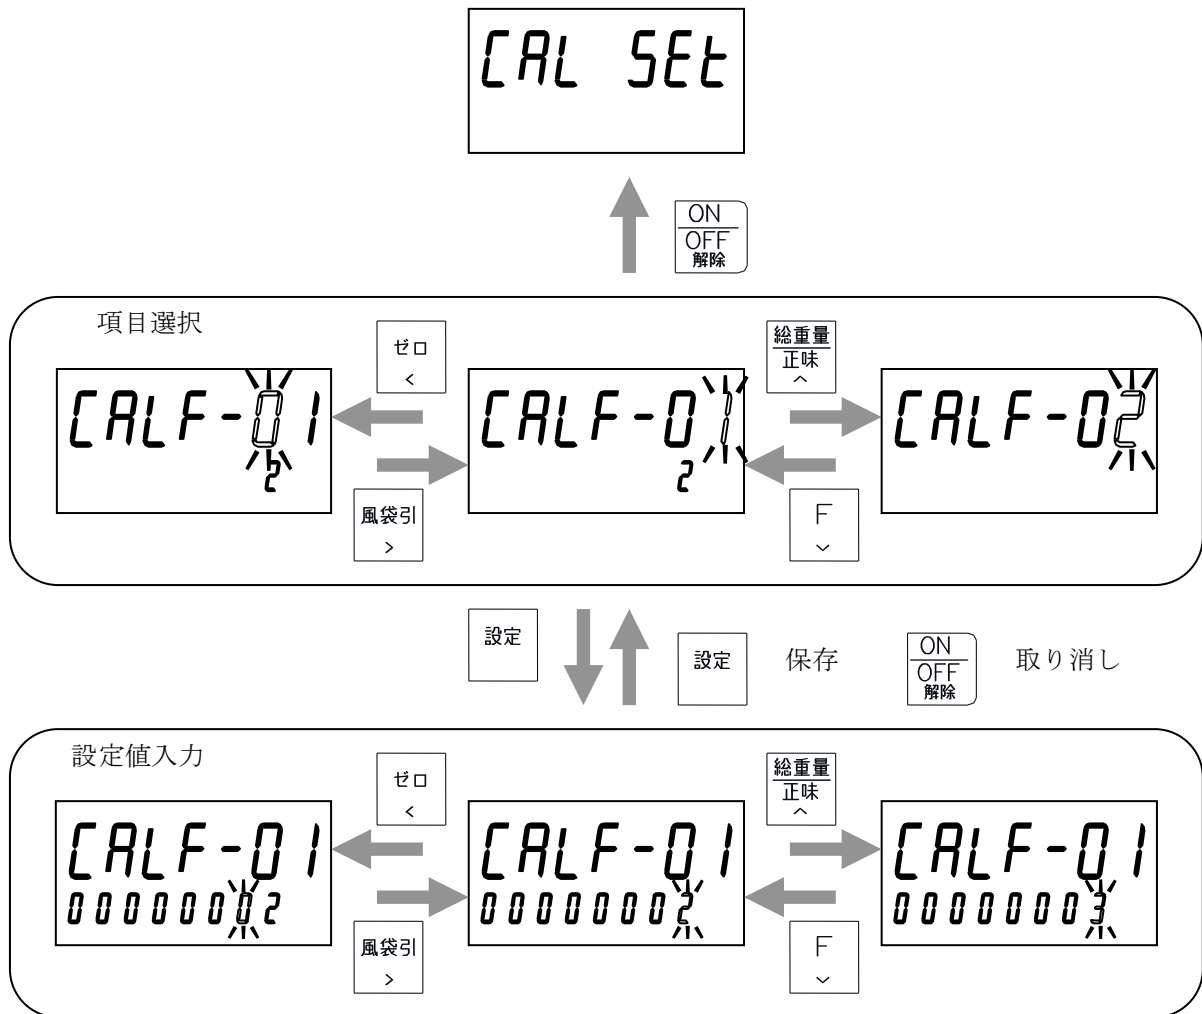 CAL SEt
ON
OFF
解除
項目選択
ゼロ
<
総重量
正味
^
CALF-01
2
CALF-01
2
CALF-02
風袋引
>
F
⌵
設定
設定
保存
ON
OFF
解除
取り消し
設定値入力
ゼロ
<
総重量
正味
^
CALF-01
00000002
CALF-01
00000002
CALF-01
00000003
風袋引
>
F
⌵